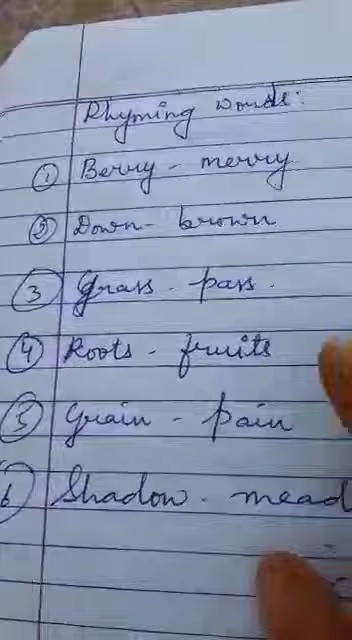 Rhyming words:
① Berry - merry
② Down - brown
③ Grass - pass.
④ Roots - fruits
⑤ Grain - pain
⑥ Shadow - mead